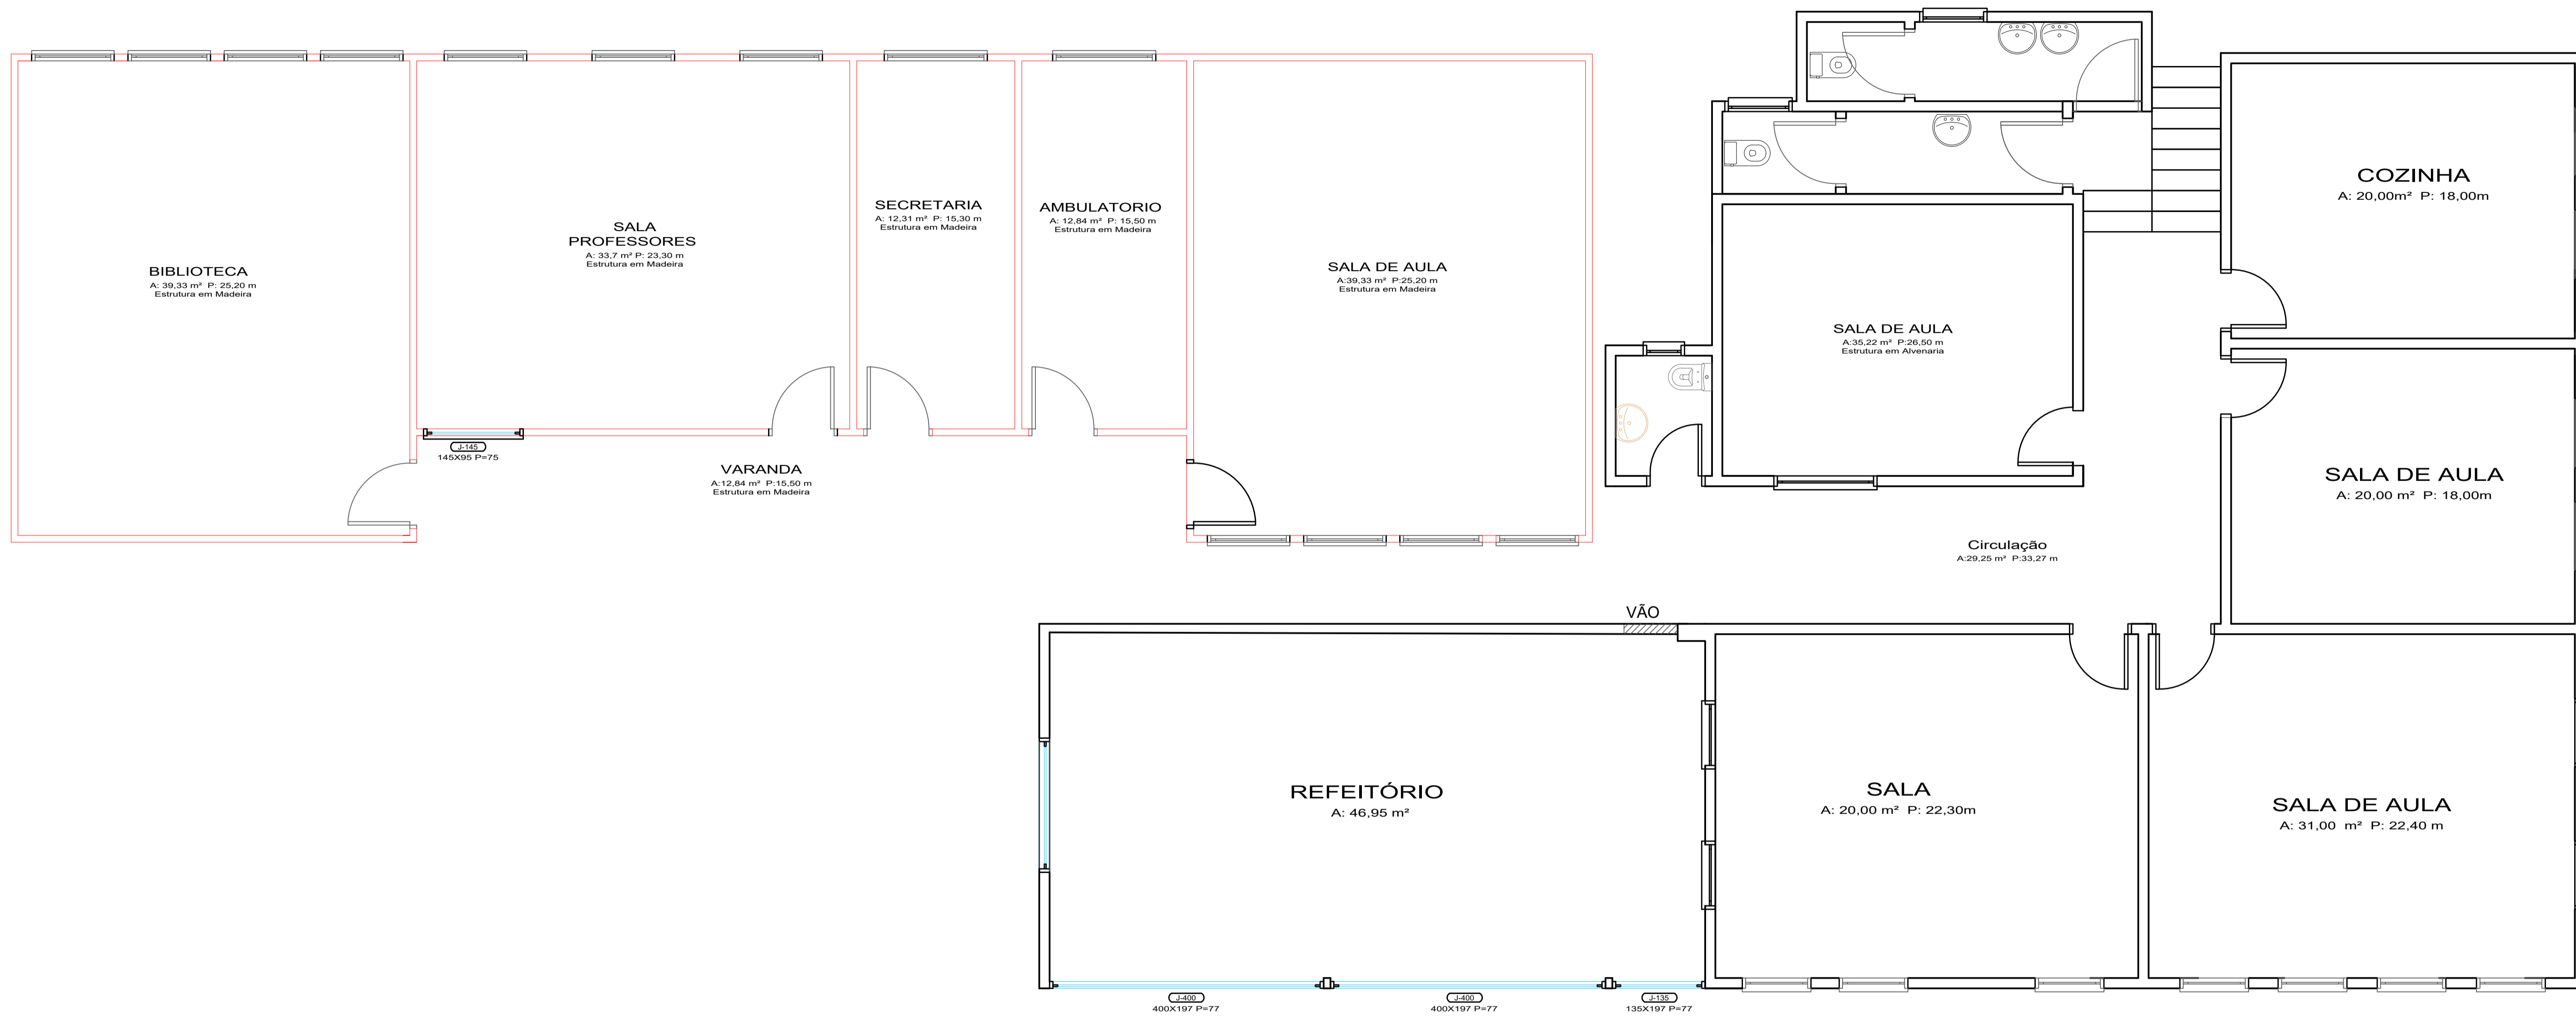 BIBLIOTECA
A: 39,33 m² P: 25,20 m
Estrutura em Madeira
SALA
PROFESSORES
A: 33,7 m² P: 23,30 m
Estrutura em Madeira
SECRETARIA
A: 12,31 m² P: 15,30 m
Estrutura em Madeira
AMBULATORIO
A: 12,84 m² P: 15,50 m
Estrutura em Madeira
SALA DE AULA
A:39,33 m² P:25,20 m
Estrutura em Madeira
J-145
145X95 P=75
VARANDA
A:12,84 m² P:15,50 m
Estrutura em Madeira
SALA DE AULA
A:35,22 m² P:26,50 m
Estrutura em Alvenaria
COZINHA
A: 20,00m² P: 18,00m
SALA DE AULA
A: 20,00 m² P: 18,00m
Circulação
A:29,25 m² P:33,27 m
VÃO
REFEITÓRIO
A: 46,95 m²
SALA
A: 20,00 m² P: 22,30m
SALA DE AULA
A: 31,00 m² P: 22,40 m
J-400
400X197 P=77
J-400
400X197 P=77
J-135
135X197 P=77